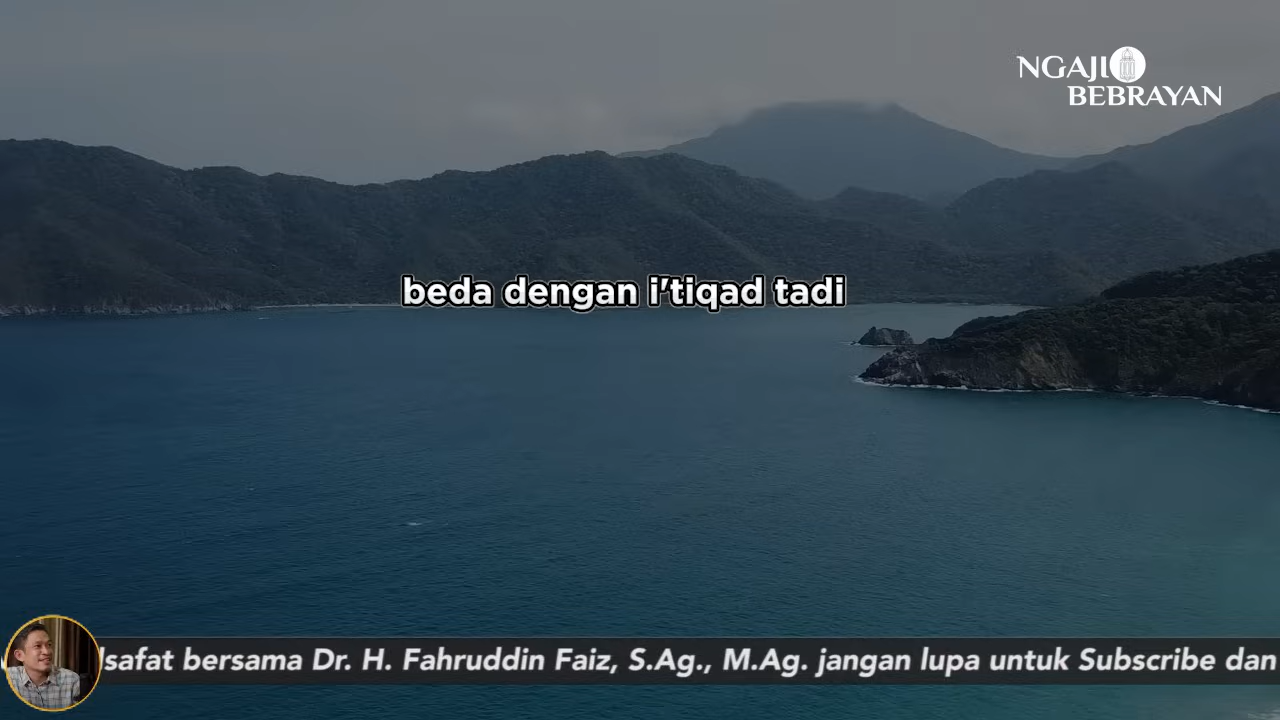 NGAJI
BEBRAYAN
beda dengan i'tiqad tadi
lsafat bersama Dr. H. Fahruddin Faiz, S.Ag., M.Ag. jangan lupa untuk Subscribe dan